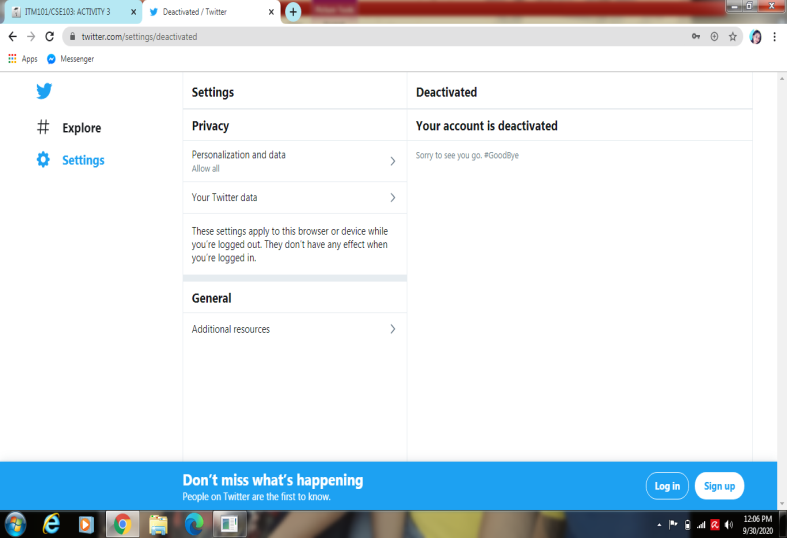 ITM101/CSE103: ACTIVITY 3
Deactivated / Twitter
twitter.com/settings/deactivated
Apps
Messenger
Explore
Settings
Settings
Privacy
Personalization and data
Allow all
Your Twitter data
These settings apply to this browser or device while
you're logged out. They don't have any effect when
you're logged in.
General
Additional resources
Deactivated
Your account is deactivated
Sorry to see you go. #GoodBye
Don't miss what's happening
People on Twitter are the first to know.
Log in
Sign up
12:06 PM
9/30/2020